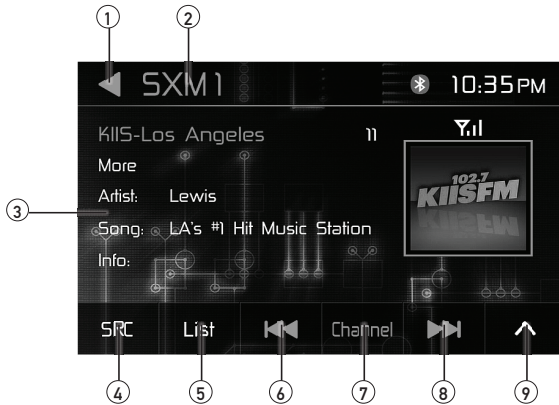 1 2
SXM1 10:35PM
KIIS-Los Angeles 11
More
Artist: Lewis
102.7
KIISFM
3
Song: LA's #1 Hit Music Station
Info:
SRC List Channel
4 5 6 7 8 9